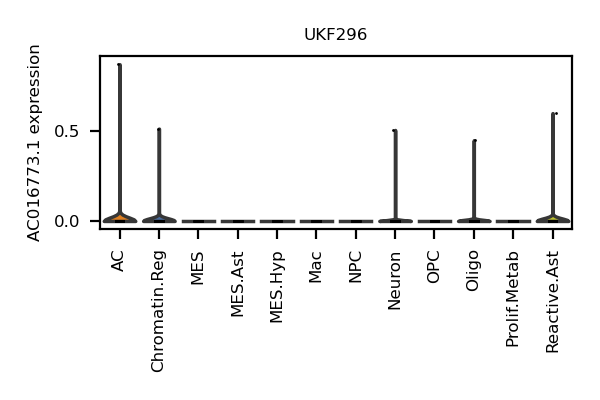 UKF296
AC016773.1 expression
0.5
0.0
AC
Chromatin.Reg
MES
MES.Ast
MES.Hyp
Mac
NPC
Neuron
OPC
Oligo
Prolif.Metab
Reactive.Ast